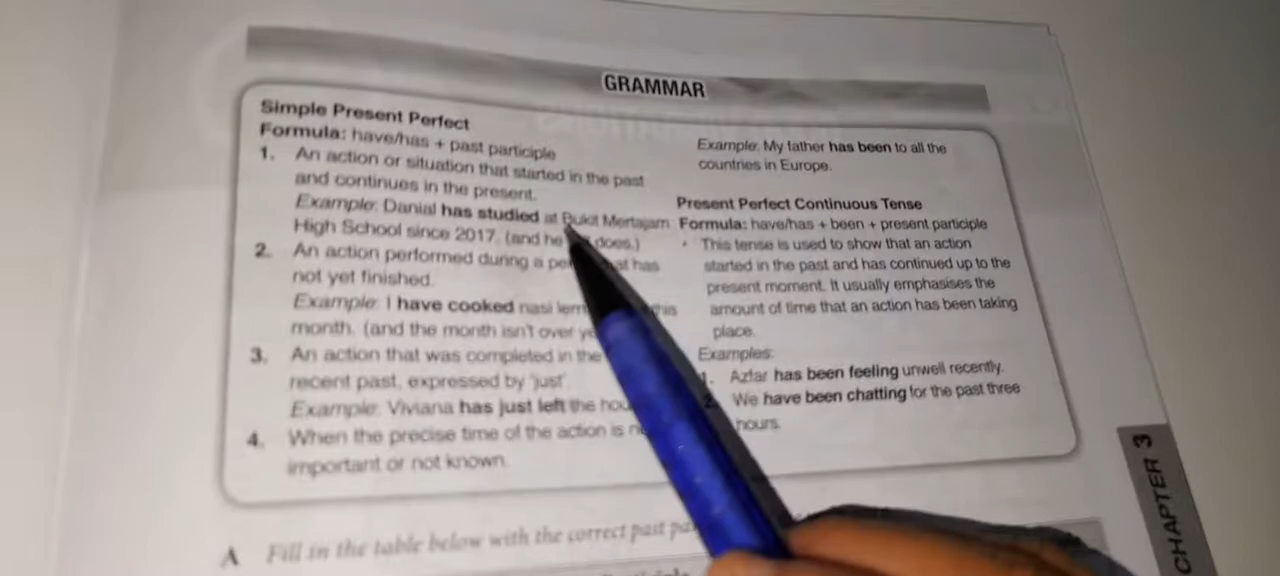 GRAMMAR
Simple Present Perfect
Formula: have/has + past participle
1. An action or situation that started in the past
and continues in the present.
Example: Danial has studied at Bukit Mertajam
High School since 2017. (and he does.)
2. An action performed during a has
not yet finished.
Example: I have cooked nasi this
month. (and the month isn't over
3. An action that was completed in the
recent past, expressed by 'just'.
Example: Viviana has just left the
4. When the precise time of the action is
important or not known.
Example: My father has been to all the
countries in Europe.
Present Perfect Continuous Tense
Formula: have/has + been + present participle
• This tense is used to show that an action
started in the past and has continued up to the
present moment. It usually emphasises the
amount of time that an action has been taking
place.
Examples:
1. Azfar has been feeling unwell recently.
2. We have been chatting for the past three
hours.
A Fill in the table below with the correct past
CHAPTER 3